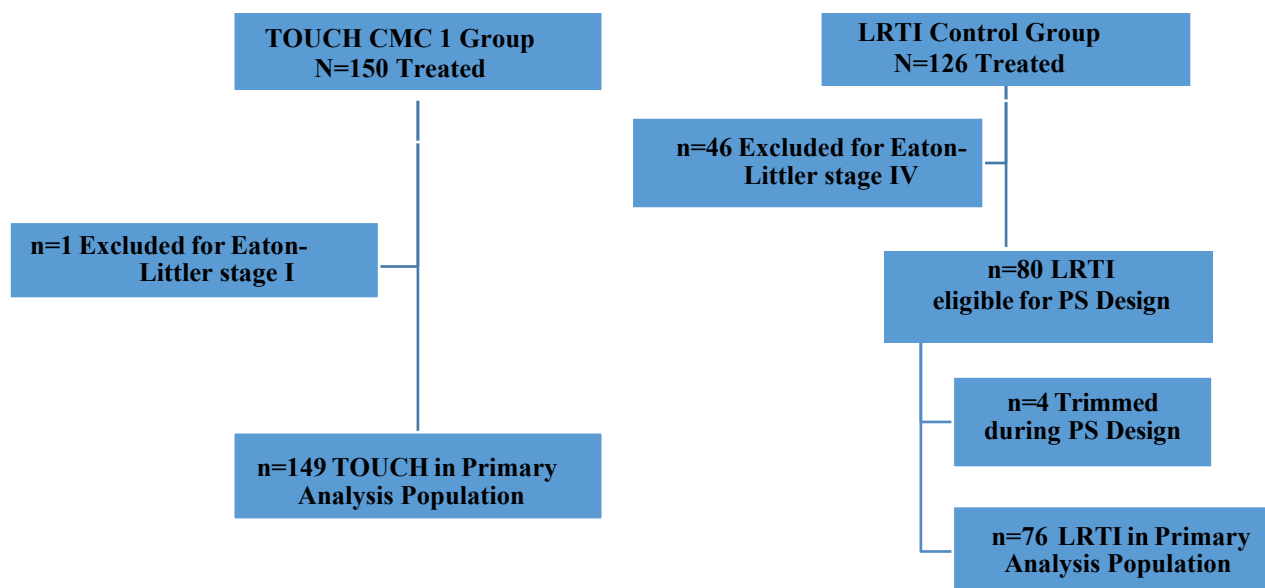 TOUCH CMC 1 Group
N=150 Treated
n=1 Excluded for Eaton-
Littler stage I
n=149 TOUCH in Primary
Analysis Population
LRTI Control Group
N=126 Treated
n=46 Excluded for Eaton-
Littler stage IV
n=80 LRTI
eligible for PS Design
n=4 Trimmed
during PS Design
n=76 LRTI in Primary
Analysis Population